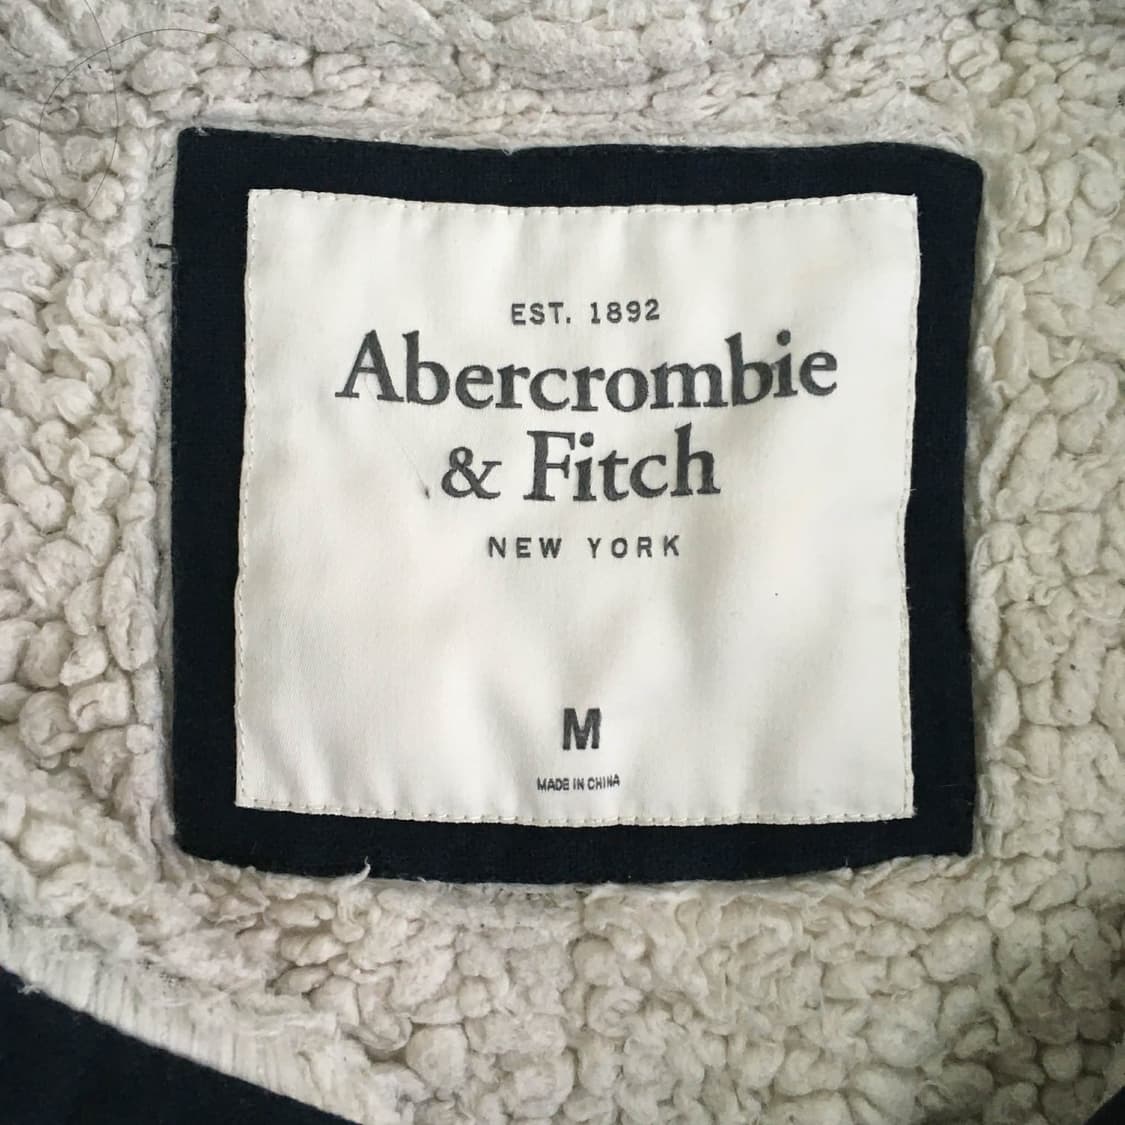 EST. 1892
Abercrombie
& Fitch
NEW YORK
M
MADE IN CHINA